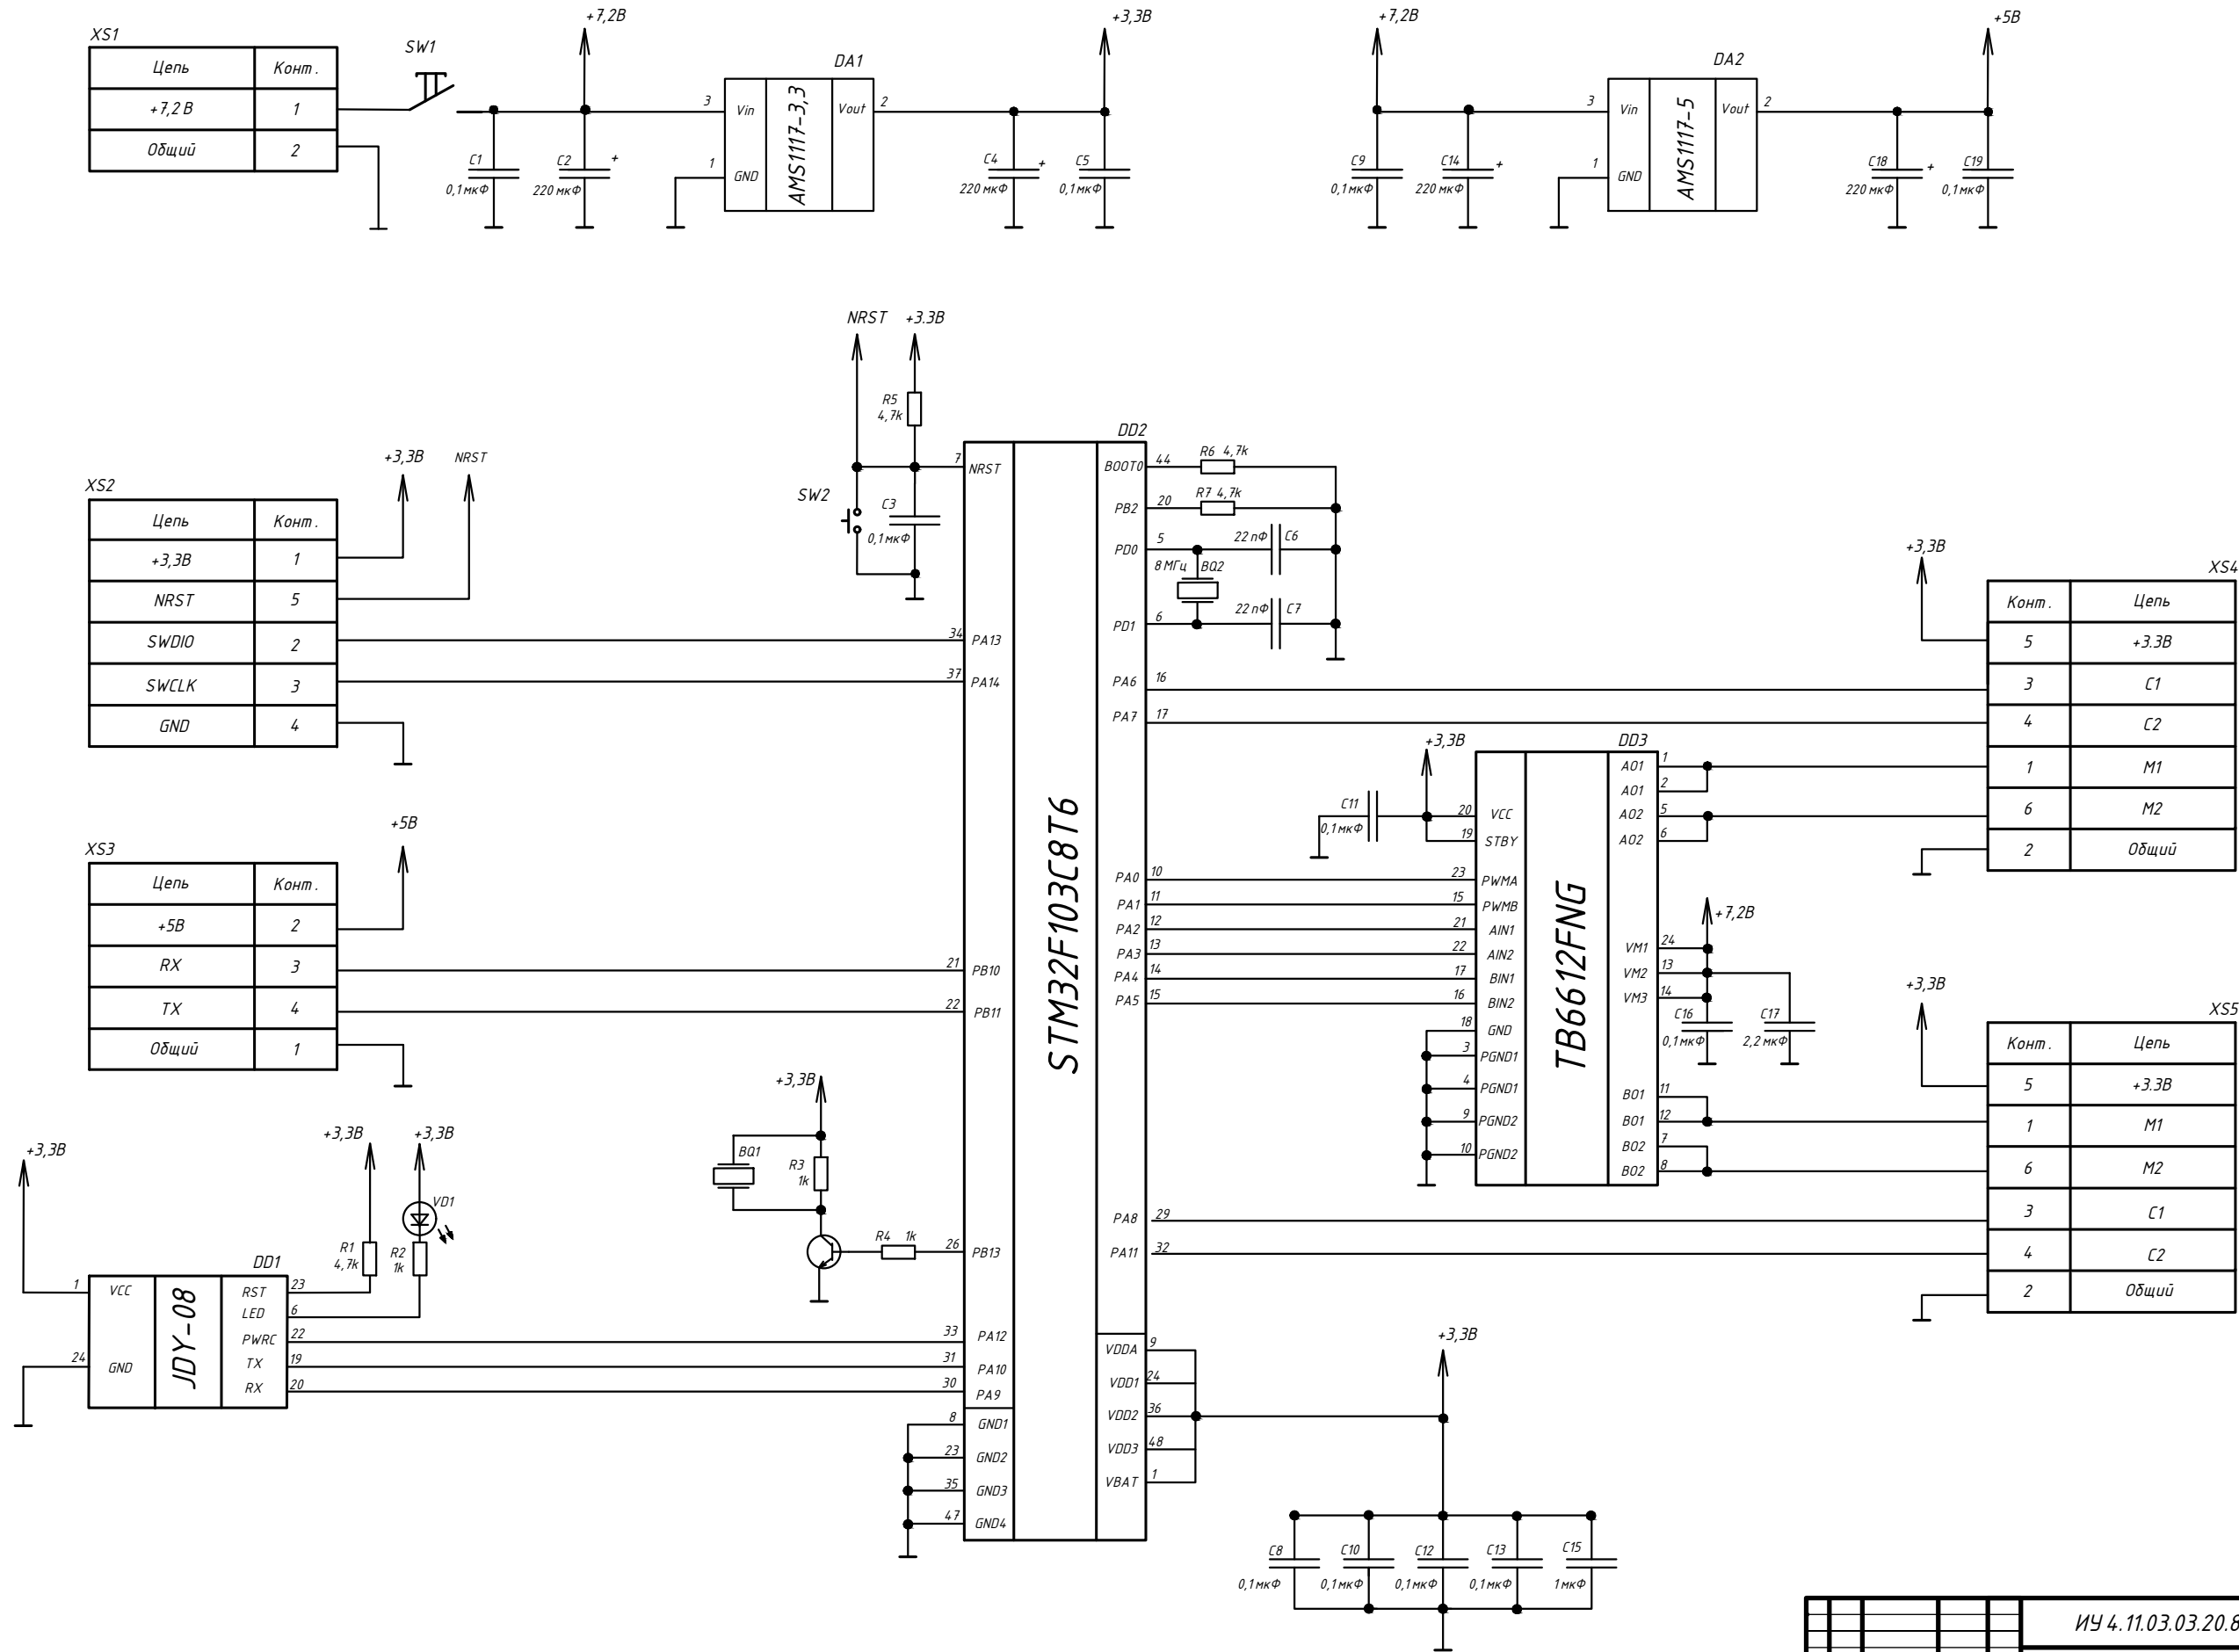 XS1
Цепь Конт.
+7,2 В 1
Общий 2
SW1
+7,2В
C1
0,1мкФ
C2 +
220 мкФ
DA1
3 Vin
1 GND
AMS1117-3,3
Vout 2
C4 +
220 мкФ
C5
0,1мкФ
+3,3В
+7,2В
C9
0,1мкФ
C14 +
220 мкФ
DA2
3 Vin
1 GND
AMS1117-5
Vout 2
C18 +
220 мкФ
C19
0,1мкФ
+5В
NRST +3.3В
R5
4,7k
SW2
C3
0,1мкФ
XS2
+3,3В NRST
Цепь Конт.
+3,3В 1
NRST 5
SWDIO 2
SWCLK 3
GND 4
XS3
+5В
Цепь Конт.
+5В 2
RX 3
TX 4
Общий 1
+3,3В
+3,3В
+3,3В
VD1
R1
4,7k
R2
1k
DD1
1 VCC
24 GND
JDY-08
RST 23
LED 6
PWRC 22
TX 19
RX 20
+3,3В
BQ1
R3
1k
R4 1k
DD2
STM32F103C8T6
7 NRST
34 PA13
37 PA14
21 PB10
22 PB11
26 PB13
33 PA12
31 PA10
30 PA9
8 GND1
23 GND2
35 GND3
47 GND4
BOOT0 44
PB2 20
PD0 5
PD1 6
PA6 16
PA7 17
PA0 10
PA1 11
PA2 12
PA3 13
PA4 14
PA5 15
PA8 29
PA11 32
VDDA 9
VDD1 24
VDD2 36
VDD3 48
VBAT 1
R6 4,7k
R7 4,7k
22 пФ C6
8 МГц BQ2
22 пФ C7
+3,3В
C11
0,1мкФ
DD3
TB6612FNG
20 VCC
19 STBY
23 PWMA
15 PWMB
21 AIN1
22 AIN2
17 BIN1
16 BIN2
18 GND
3 PGND1
4 PGND1
9 PGND2
10 PGND2
AO1 1
AO1 2
AO2 5
AO2 6
VM1 24
VM2 13
VM3 14
BO1 11
BO1 12
BO2 7
BO2 8
+7,2В
C16
0,1мкФ
C17
2,2 мкФ
+3,3В
XS4
Конт. Цепь
5 +3.3В
3 C1
4 C2
1 M1
6 M2
2 Общий
+3,3В
XS5
Конт. Цепь
5 +3.3В
1 M1
6 M2
3 C1
4 C2
2 Общий
+3,3В
C8
0,1мкФ
C10
0,1мкФ
C12
0,1мкФ
C13
0,1мкФ
C15
1мкФ
ИУ 4.11.03.03.20.8